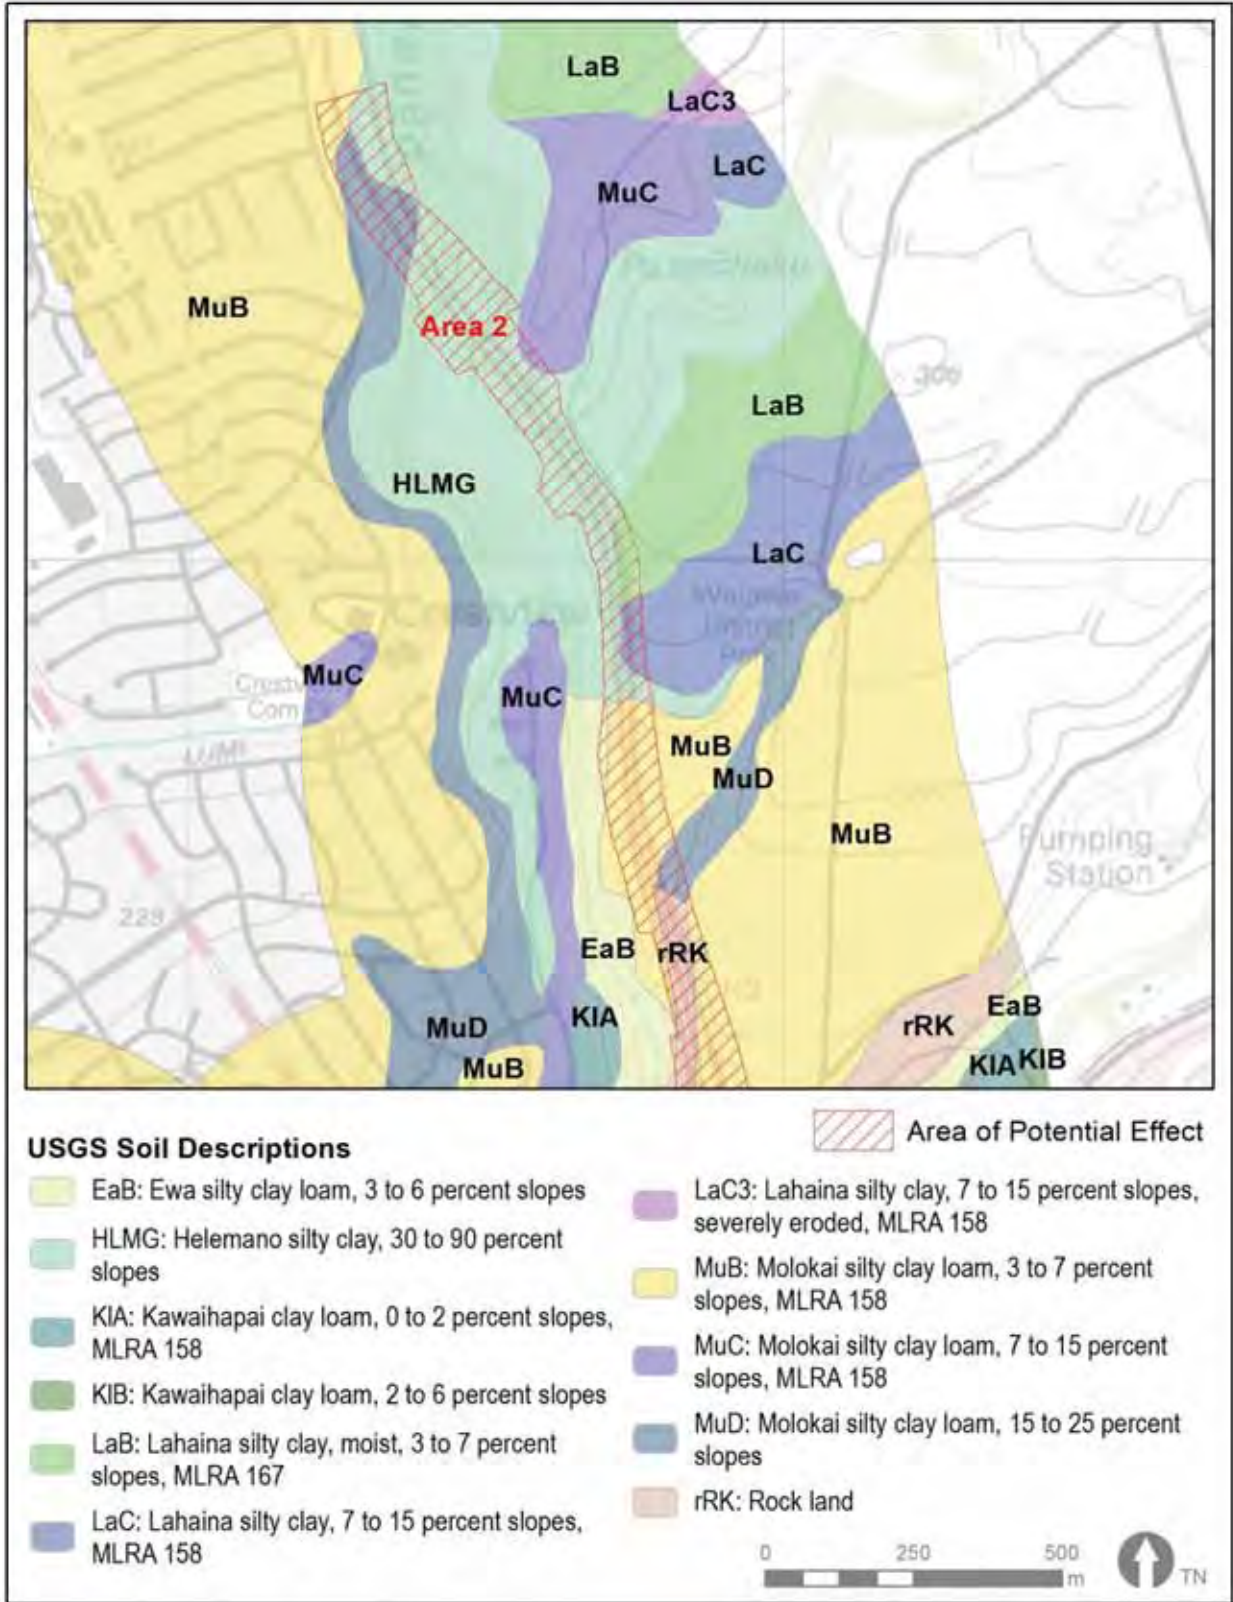 LaB
LaC3
LaC
MuC
MuB
Area 2
306
LaB
HLMG
LaC
MuC
MuC
MuB
MuD
MuB
Pumping
Station
229
EaB
rRK
EaB
KIA
MuD
rRK
KIA
KIB
MuB
USGS Soil Descriptions
Area of Potential Effect
EaB: Ewa silty clay loam, 3 to 6 percent slopes
HLMG: Helemano silty clay, 30 to 90 percent
slopes
KIA: Kawaihapai clay loam, 0 to 2 percent slopes,
MLRA 158
KIB: Kawaihapai clay loam, 2 to 6 percent slopes
LaB: Lahaina silty clay, moist, 3 to 7 percent
slopes, MLRA 167
LaC: Lahaina silty clay, 7 to 15 percent slopes,
MLRA 158
LaC3: Lahaina silty clay, 7 to 15 percent slopes,
severely eroded, MLRA 158
MuB: Molokai silty clay loam, 3 to 7 percent
slopes, MLRA 158
MuC: Molokai silty clay loam, 7 to 15 percent
slopes, MLRA 158
MuD: Molokai silty clay loam, 15 to 25 percent
slopes
rRK: Rock land
0 250 500
m
TN